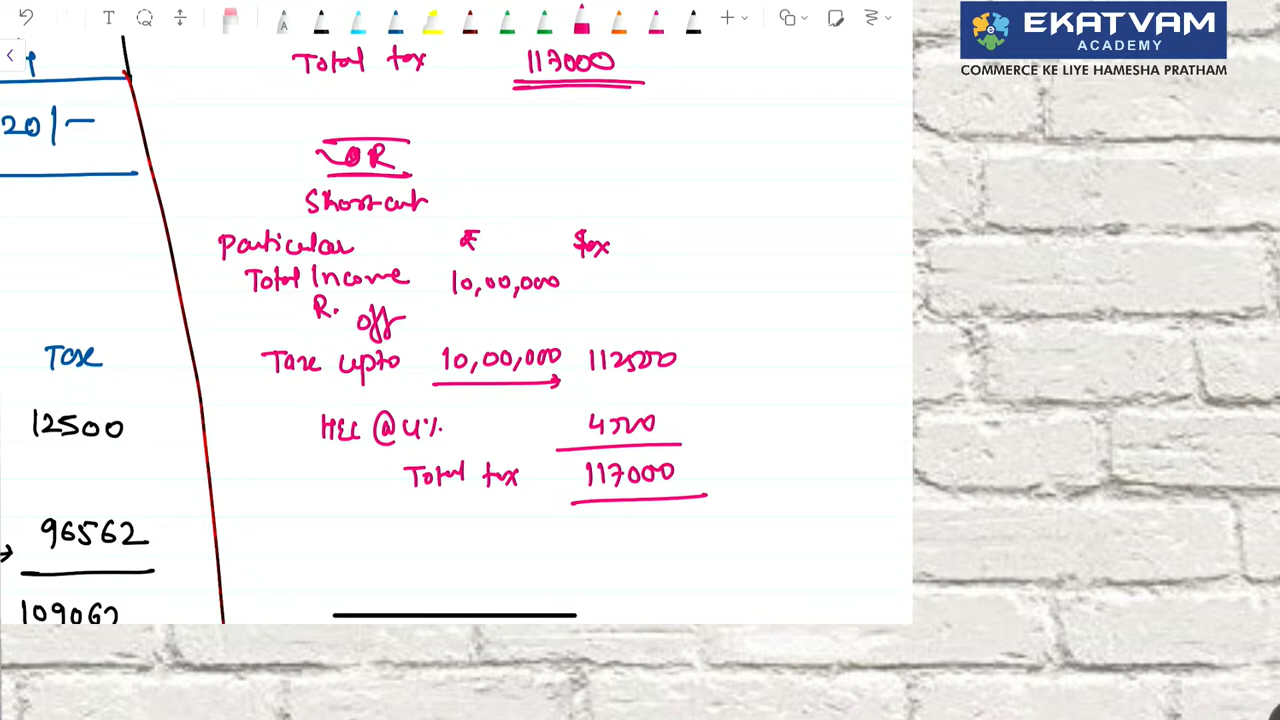 T
A
EKATVAM
ACADEMY
COMMERCE KE LIYE HAMESHA PRATHAM
Total tax 117000
20/-
OR
Shortcut
Particular ₹ tax
Total Income 10,00,000
R. off
Tax upto 10,00,000 112500
HEC @ 4% 4500
Total tax 117000
Tax
12500
96562
109062